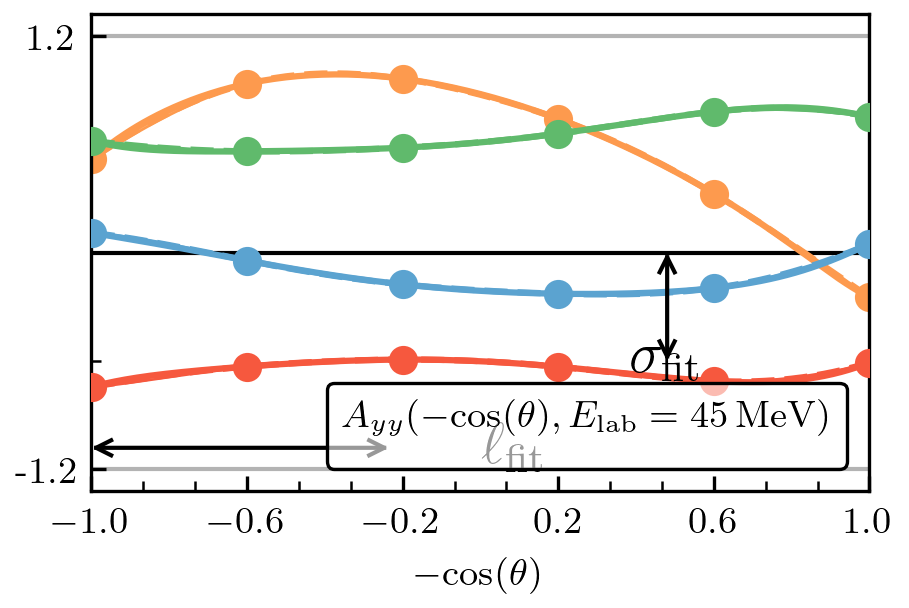 1.2
σfit
Ayy(−cos(θ), Elab = 45 MeV)
ℓfit
-1.2
−1.0 −0.6 −0.2 0.2 0.6 1.0
−cos(θ)